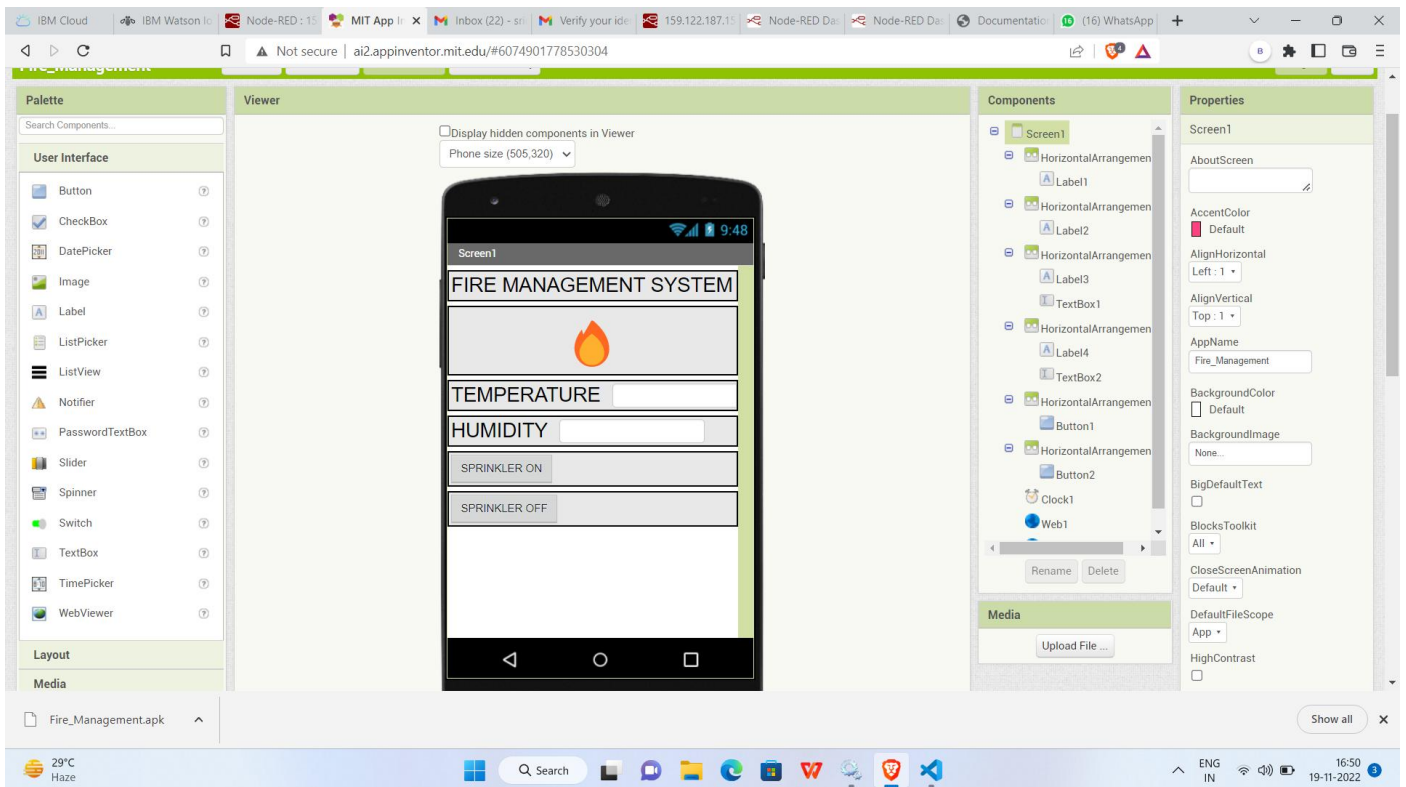 IBM Cloud
IBM Watson Io
Node-RED : 15
MIT App In
Inbox (22) - sri
Verify your ide
159.122.187.15
Node-RED Das
Node-RED Das
Documentatio
(16) WhatsApp
Not secure
ai2.appinventor.mit.edu/#6074901778530304
B
Fire_Management
Palette
Search Components...
User Interface
Button
CheckBox
DatePicker
Image
Label
ListPicker
ListView
Notifier
PasswordTextBox
Slider
Spinner
Switch
TextBox
TimePicker
WebViewer
Layout
Media
Viewer
Display hidden components in Viewer
Phone size (505,320)
9:48
Screen1
FIRE MANAGEMENT SYSTEM
TEMPERATURE
HUMIDITY
SPRINKLER ON
SPRINKLER OFF
Components
Screen1
HorizontalArrangemen
Label1
HorizontalArrangemen
Label2
HorizontalArrangemen
Label3
TextBox1
HorizontalArrangemen
Label4
TextBox2
HorizontalArrangemen
Button1
HorizontalArrangemen
Button2
Clock1
Web1
Rename
Delete
Media
Upload File ...
Properties
Screen1
AboutScreen
AccentColor
Default
AlignHorizontal
Left : 1
AlignVertical
Top : 1
AppName
Fire_Management
BackgroundColor
Default
BackgroundImage
None...
BigDefaultText
BlocksToolkit
All
CloseScreenAnimation
Default
DefaultFileScope
App
HighContrast
Fire_Management.apk
Show all
29°C
Haze
Search
ENG
IN
16:50
19-11-2022
3